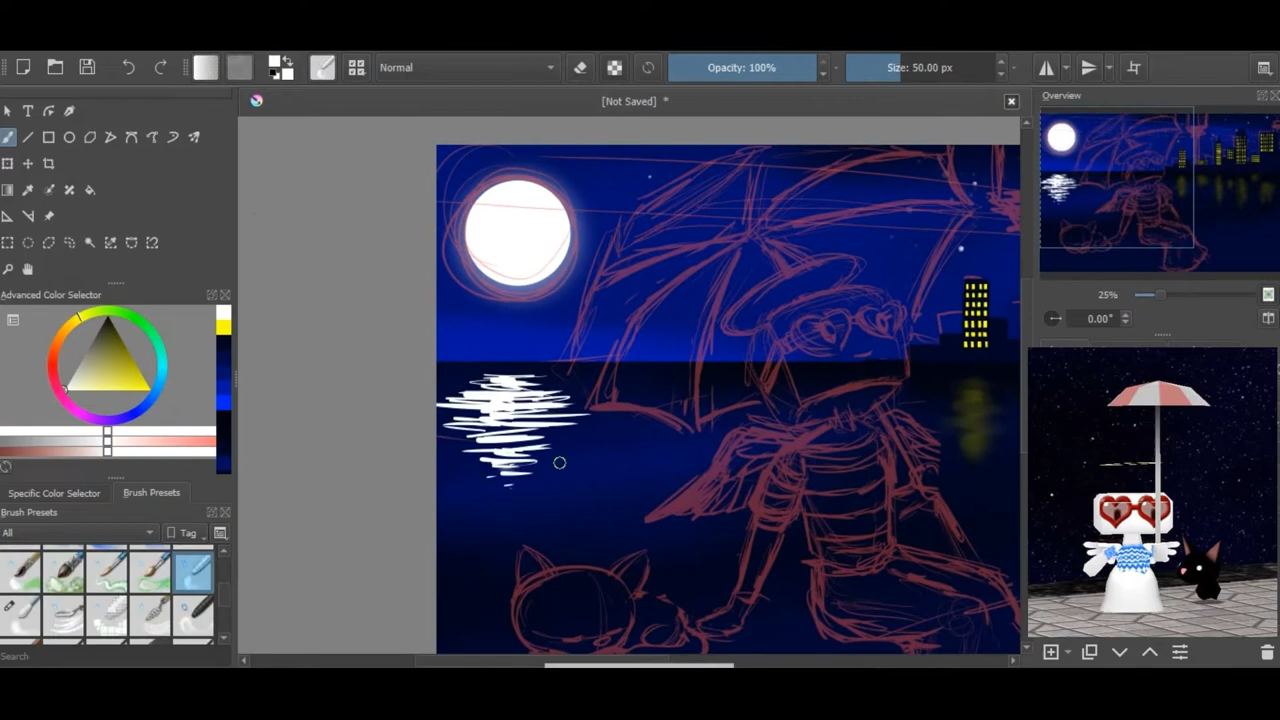 Normal
Opacity: 100%
Size: 50.00 px
[Not Saved] *
Overview
25%
0.00°
Advanced Color Selector
Specific Color Selector
Brush Presets
Brush Presets
All
Tag
Search